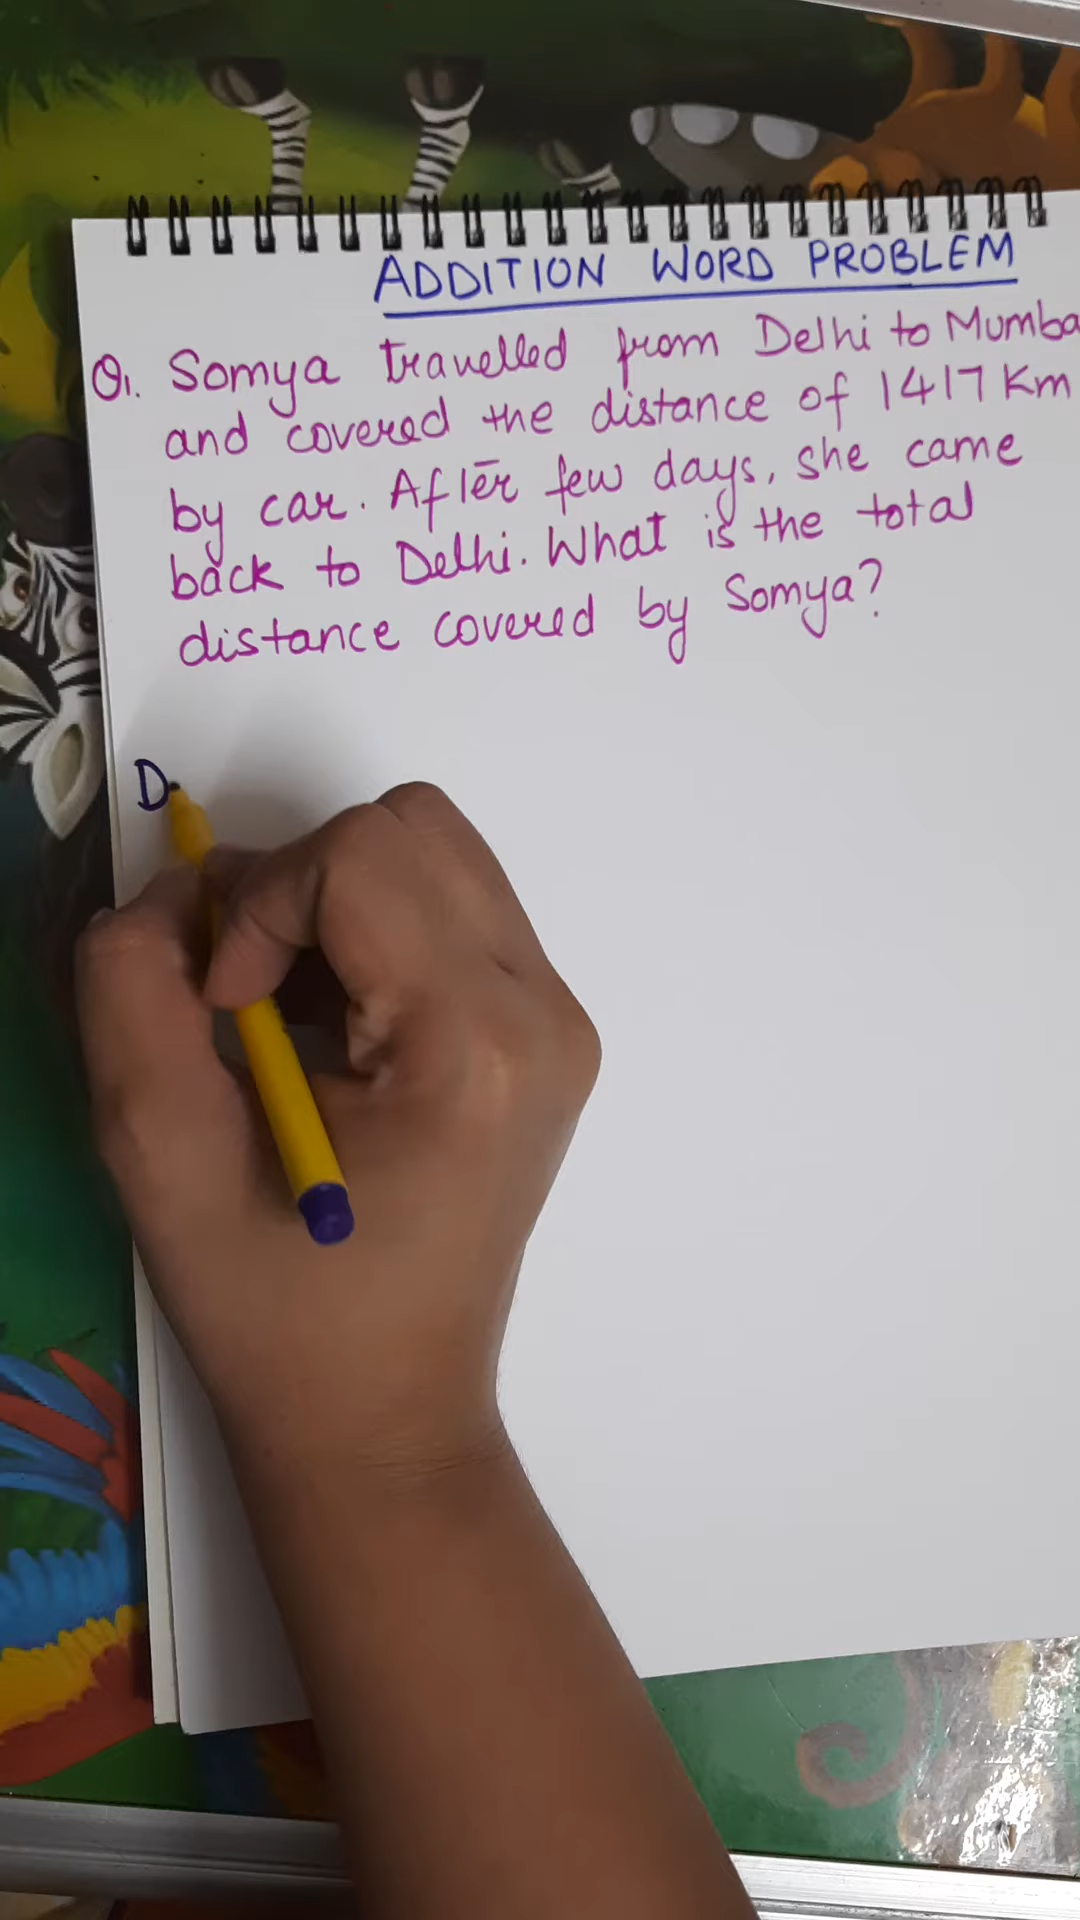 ADDITION WORD PROBLEM
Q1. Somya travelled from Delhi to Mumba
and covered the distance of 1417 Km
by car. After few days, she came
back to Delhi. What is the total
distance covered by Somya?
D